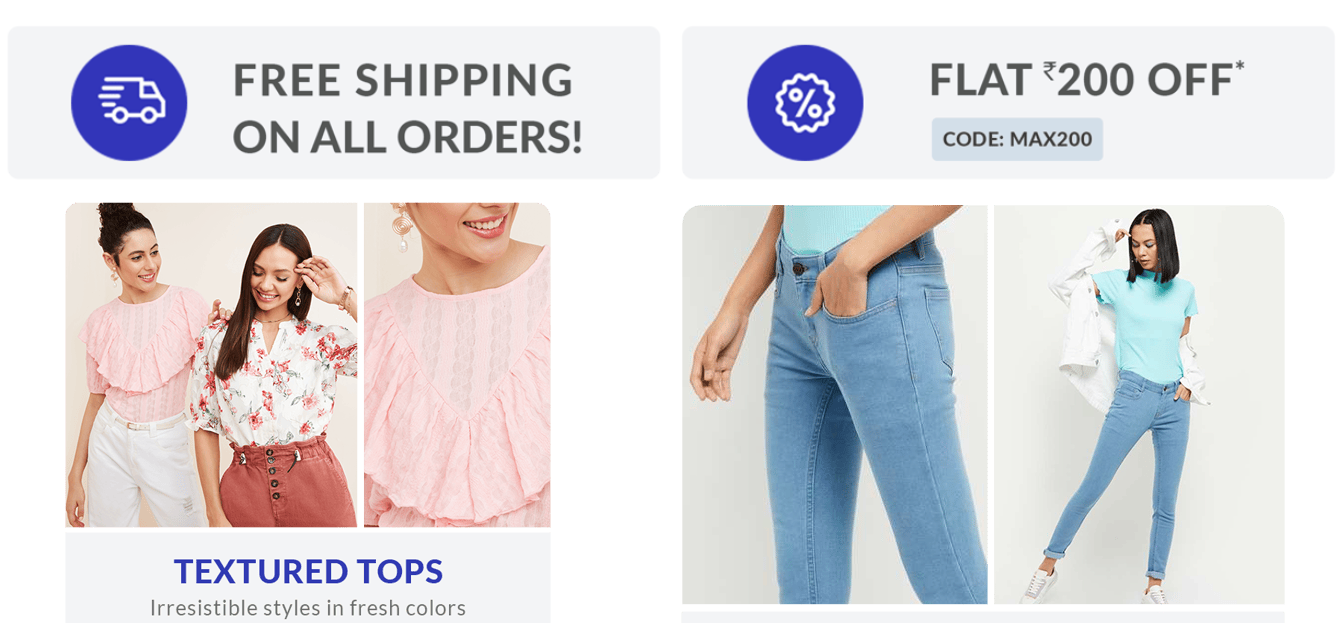 FREE SHIPPING
ON ALL ORDERS!
FLAT ₹200 OFF*
CODE: MAX200
TEXTURED TOPS
Irresistible styles in fresh colors